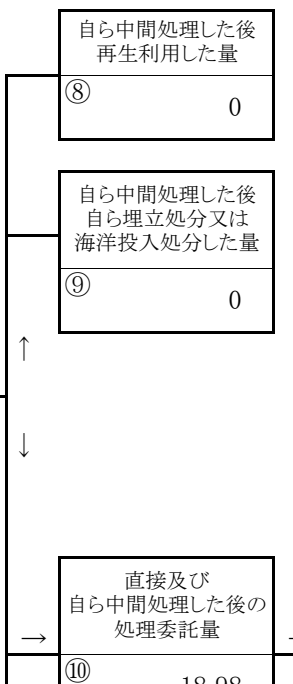 自ら中間処理した後
再生利用した量
⑧
0
自ら中間処理した後
自ら埋立処分又は
海洋投入処分した量
⑨
0
↑
↓
直接及び
自ら中間処理した後の
処理委託量
→
⑩
18.98